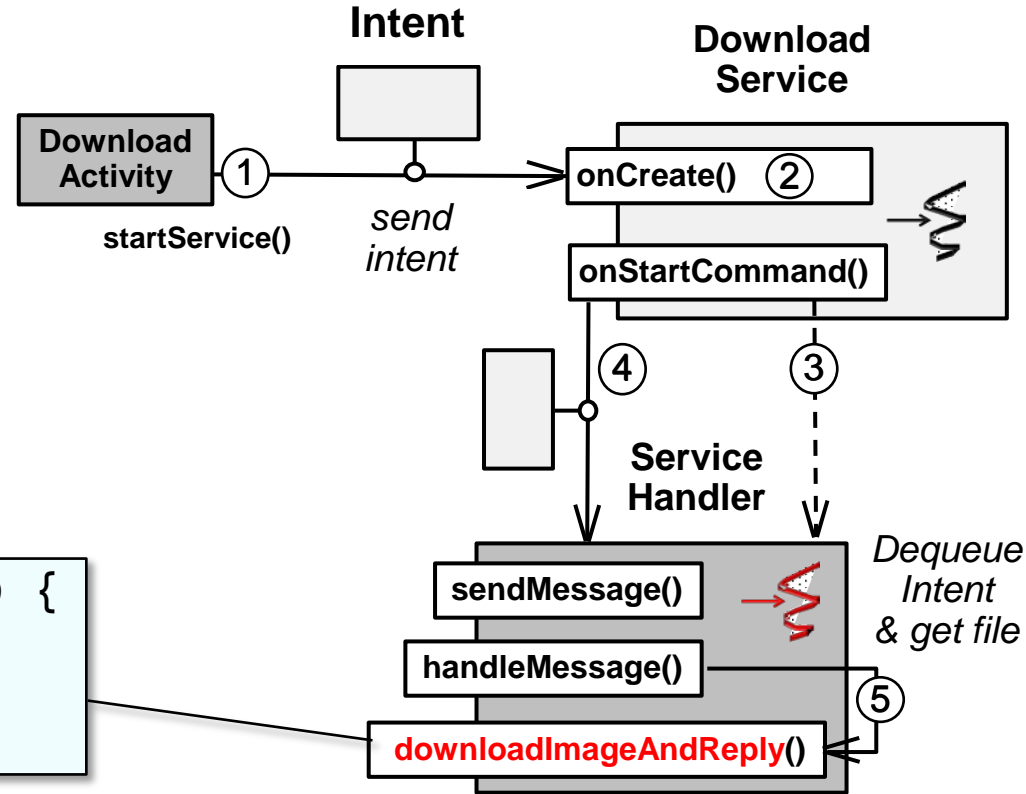 Intent
Download
Service
Download
Activity
1
onCreate()
2
send
intent
startService()
onStartCommand()
4
3
Service
Handler
Dequeue
Intent
& get file
) {
sendMessage()
handleMessage()
5
downloadImageAndReply()